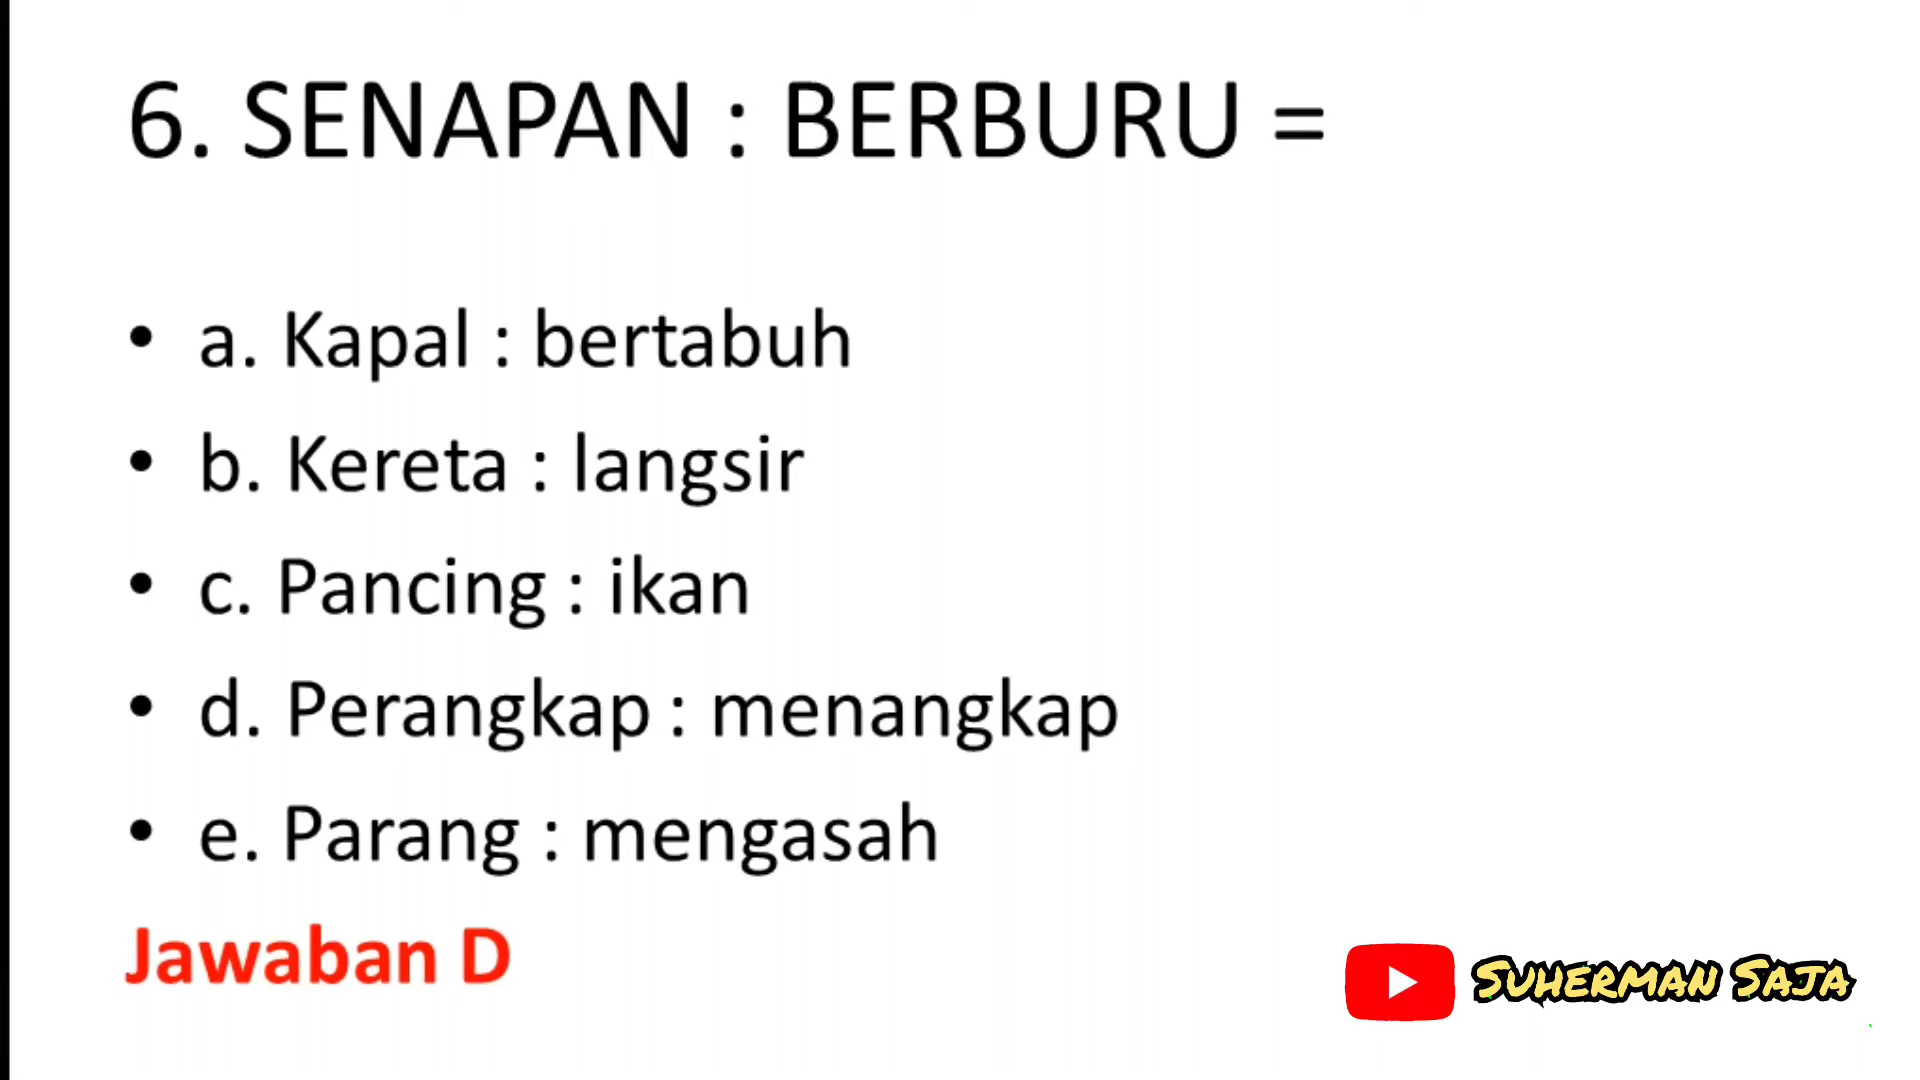 6. SENAPAN : BERBURU =
• a. Kapal : bertabuh
• b. Kereta : langsir
• c. Pancing : ikan
• d. Perangkap : menangkap
• e. Parang : mengasah
Jawaban D
SUHERMAN SAJA